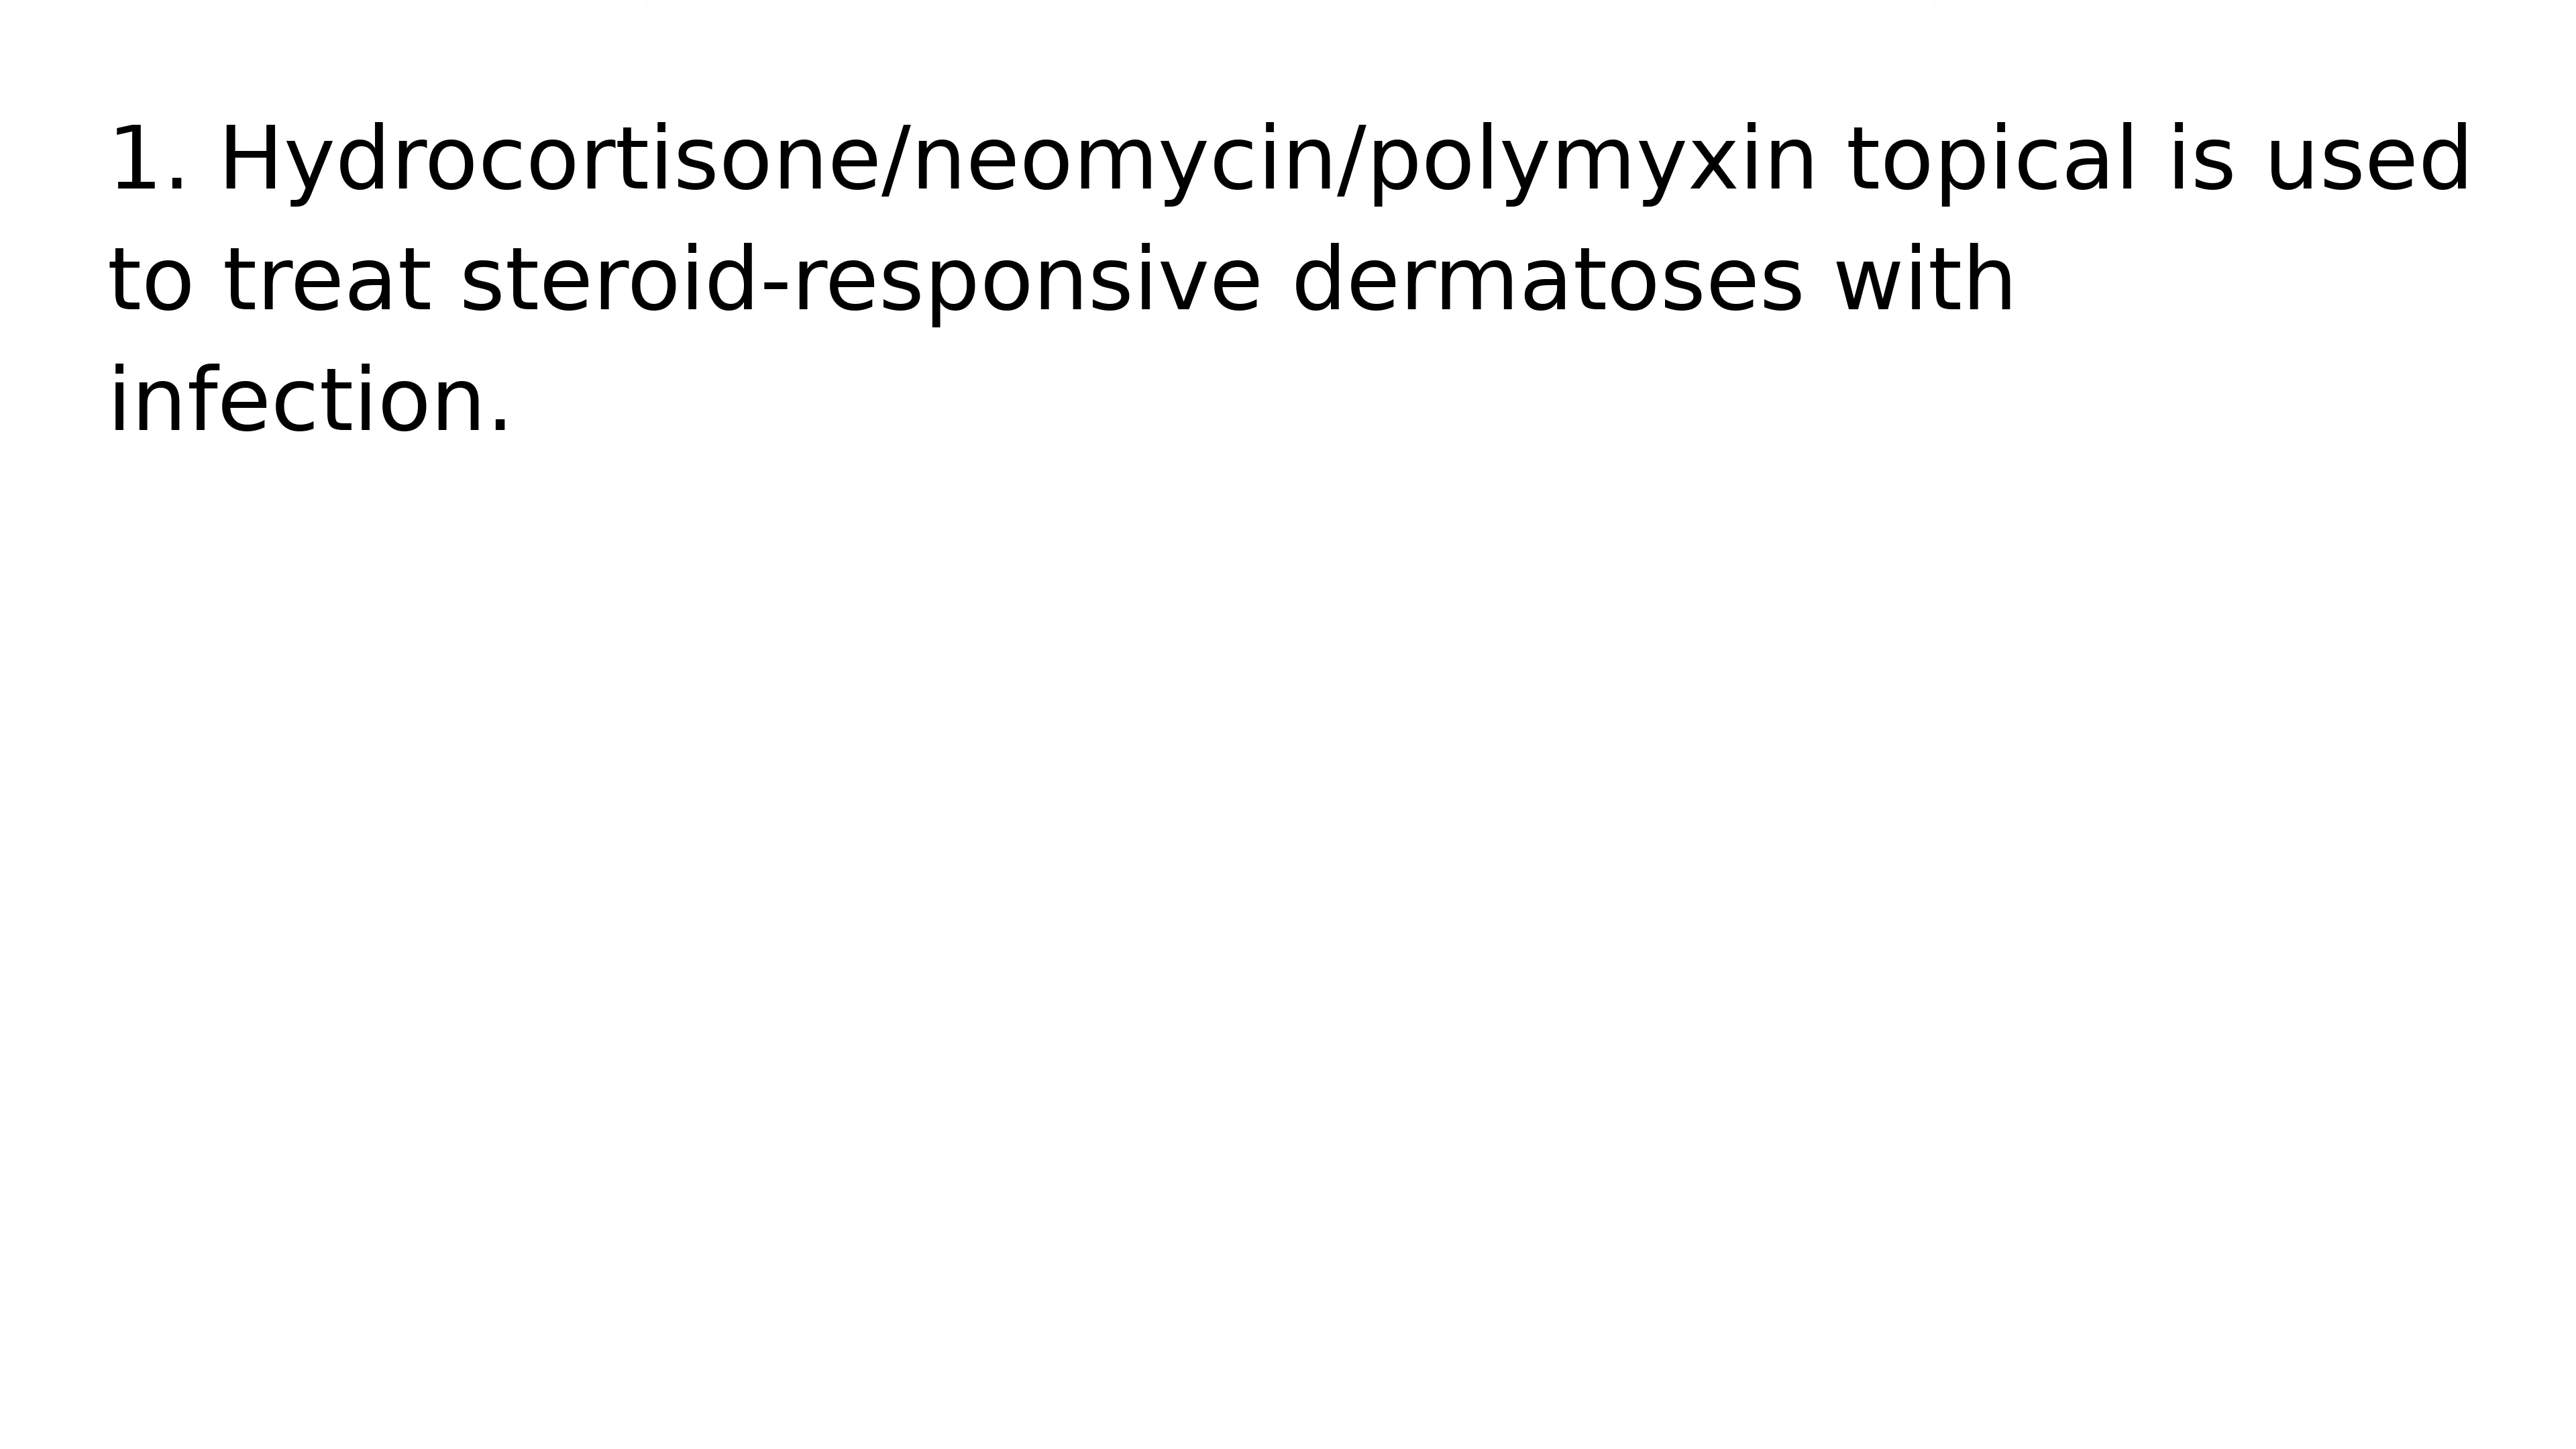 1. Hydrocortisone/neomycin/polymyxin topical is used
to treat steroid-responsive dermatoses with
infection.